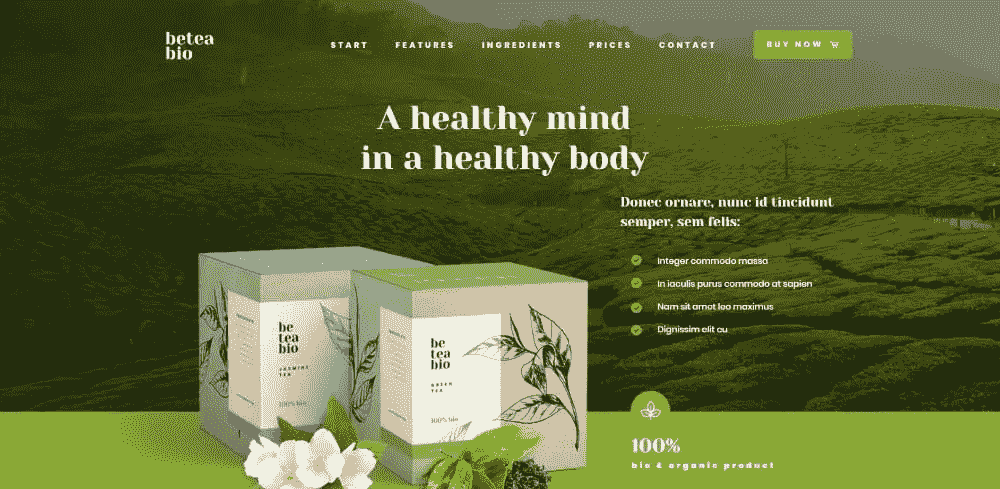 betea
bio
START
FEATURES
INGREDIENTS
PRICES
CONTACT
BUY NOW
A healthy mind
in a healthy body
Donec ornare, nunc id tincidunt
semper, sem felis:
Integer commodo massa
In iaculis purus commodo at sapien
Nam sit amet leo maximus
Dignissim elit eu
be
tea
bio
JASMINE
TEA
100% bio
be
tea
bio
GREEN
TEA
100% bio
100%
bio & organic product